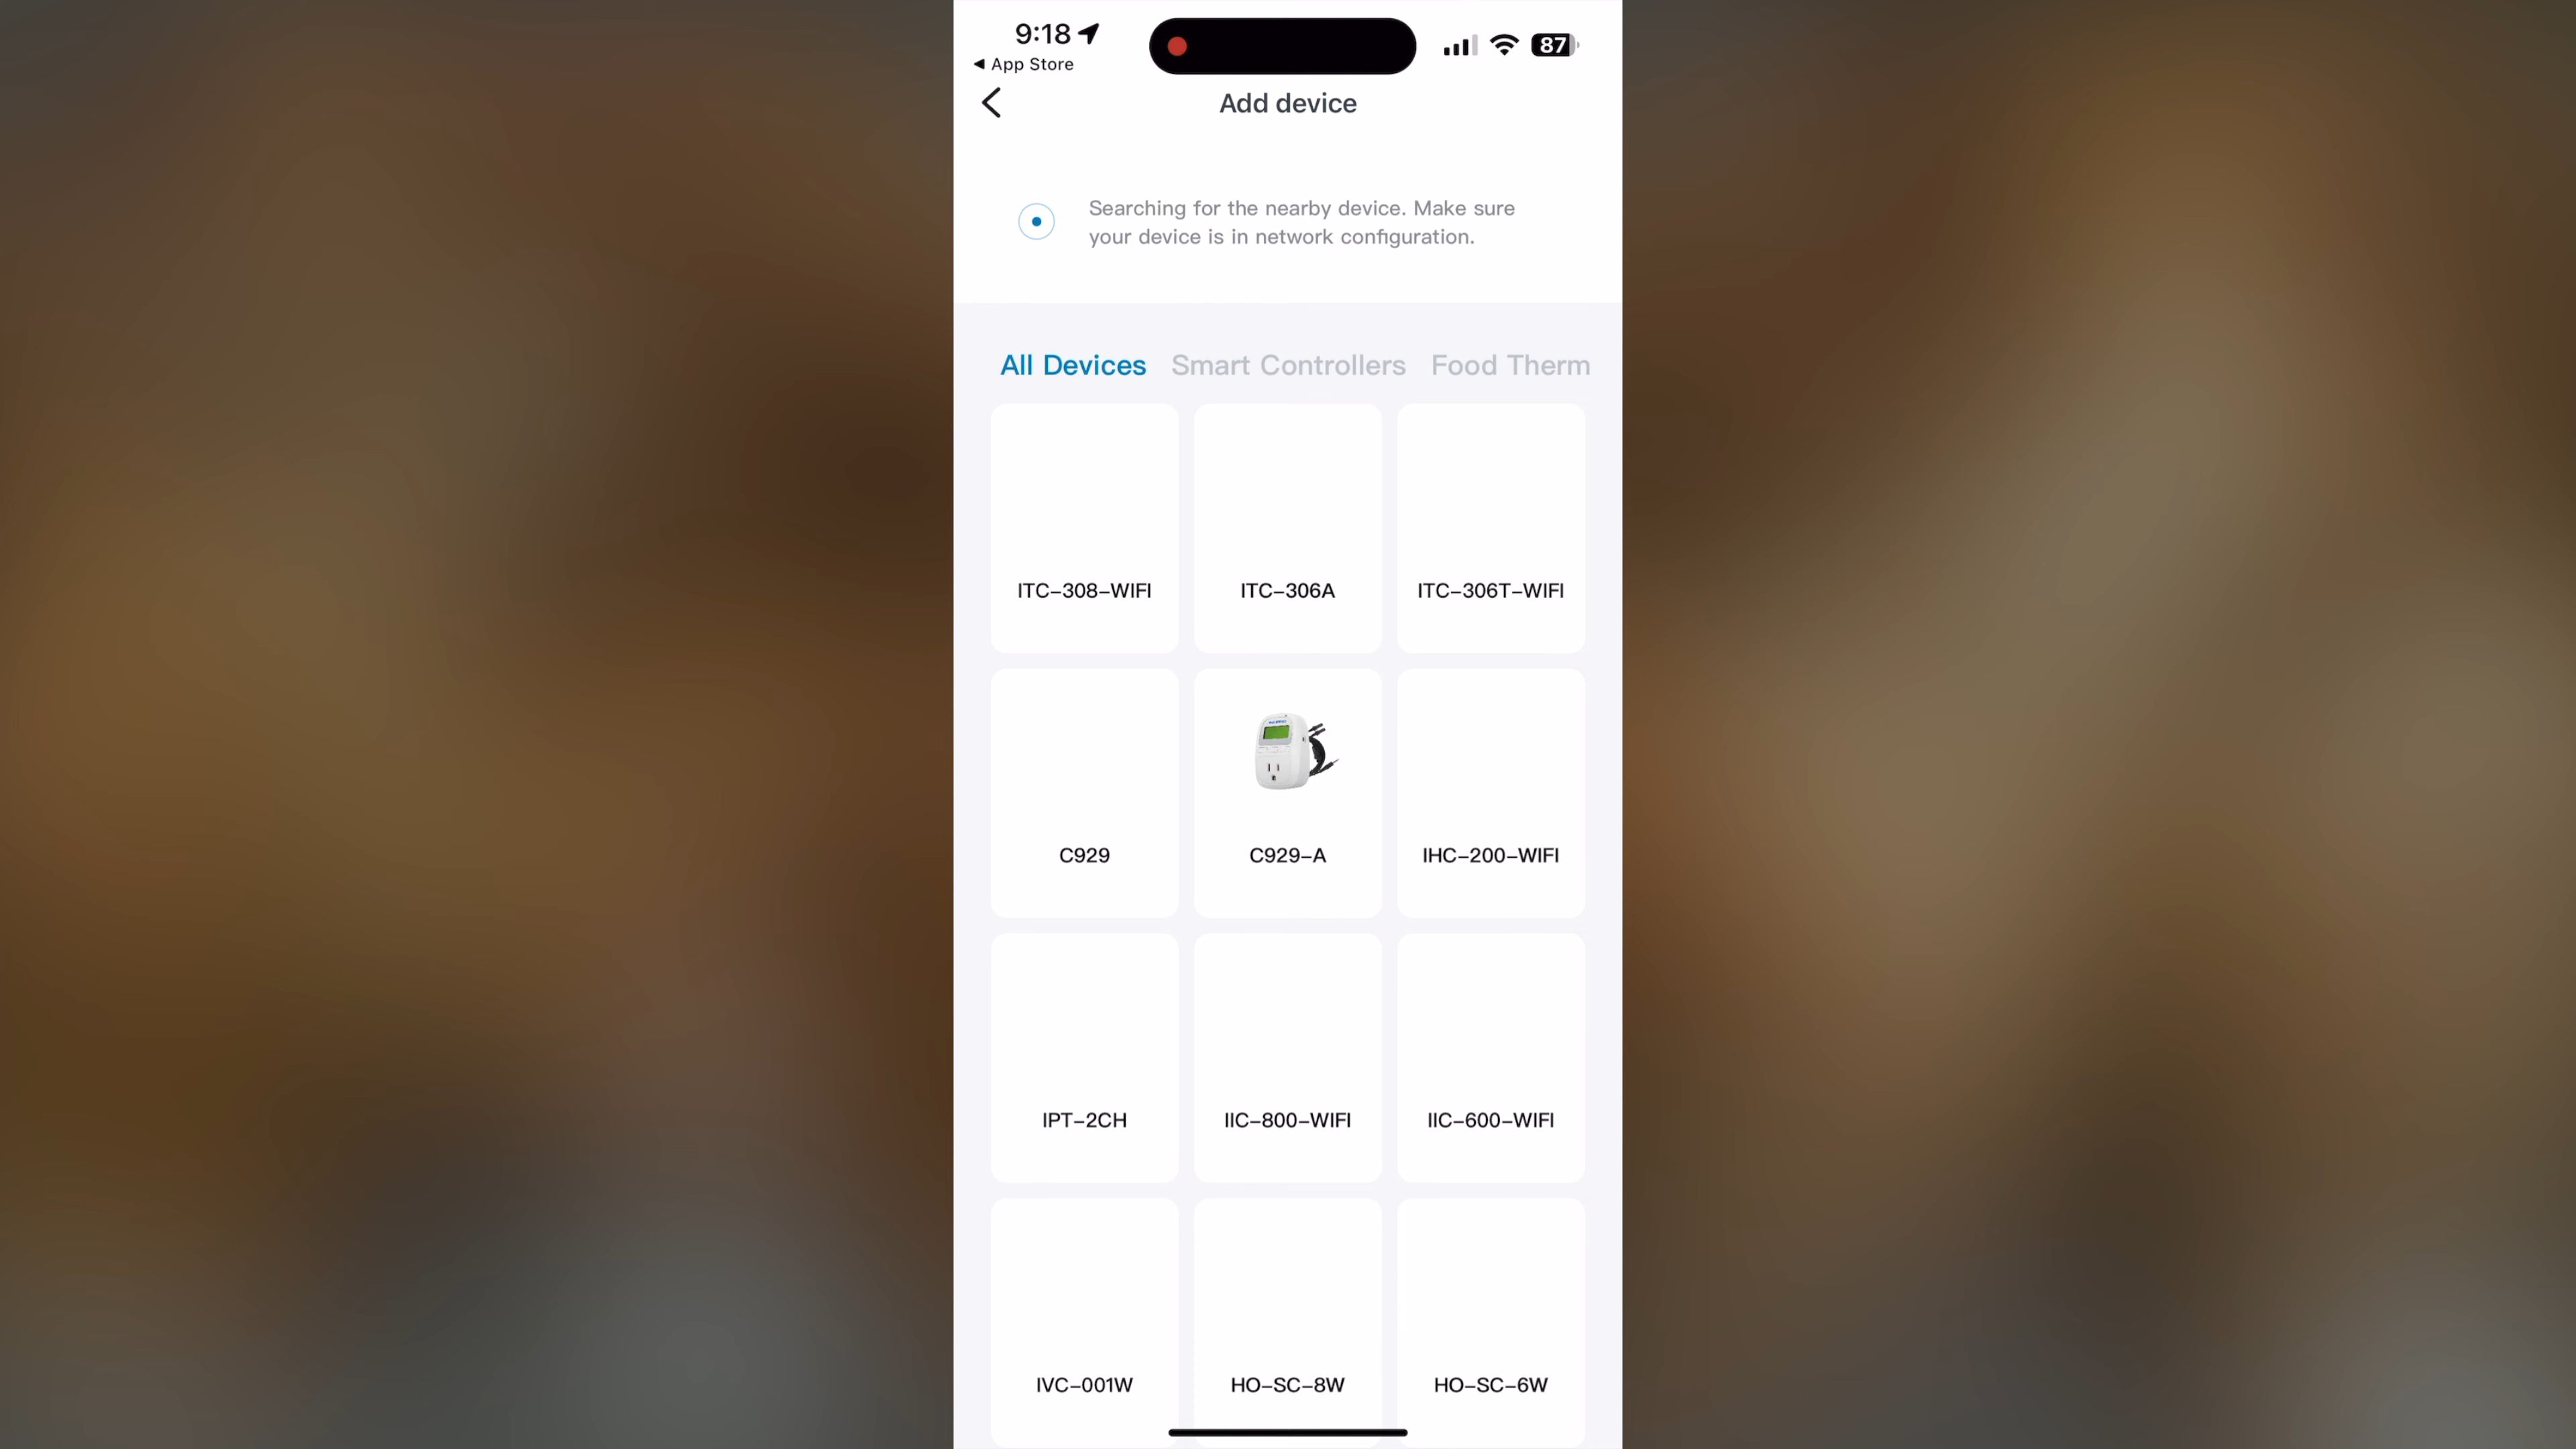 9:18
87
◀ App Store
Add device
Searching for the nearby device. Make sure
your device is in network configuration.
All Devices Smart Controllers Food Therm
ITC-308-WIFI ITC-306A ITC-306T-WIFI
C929 C929-A IHC-200-WIFI
IPT-2CH IIC-800-WIFI IIC-600-WIFI
IVC-001W HO-SC-8W HO-SC-6W